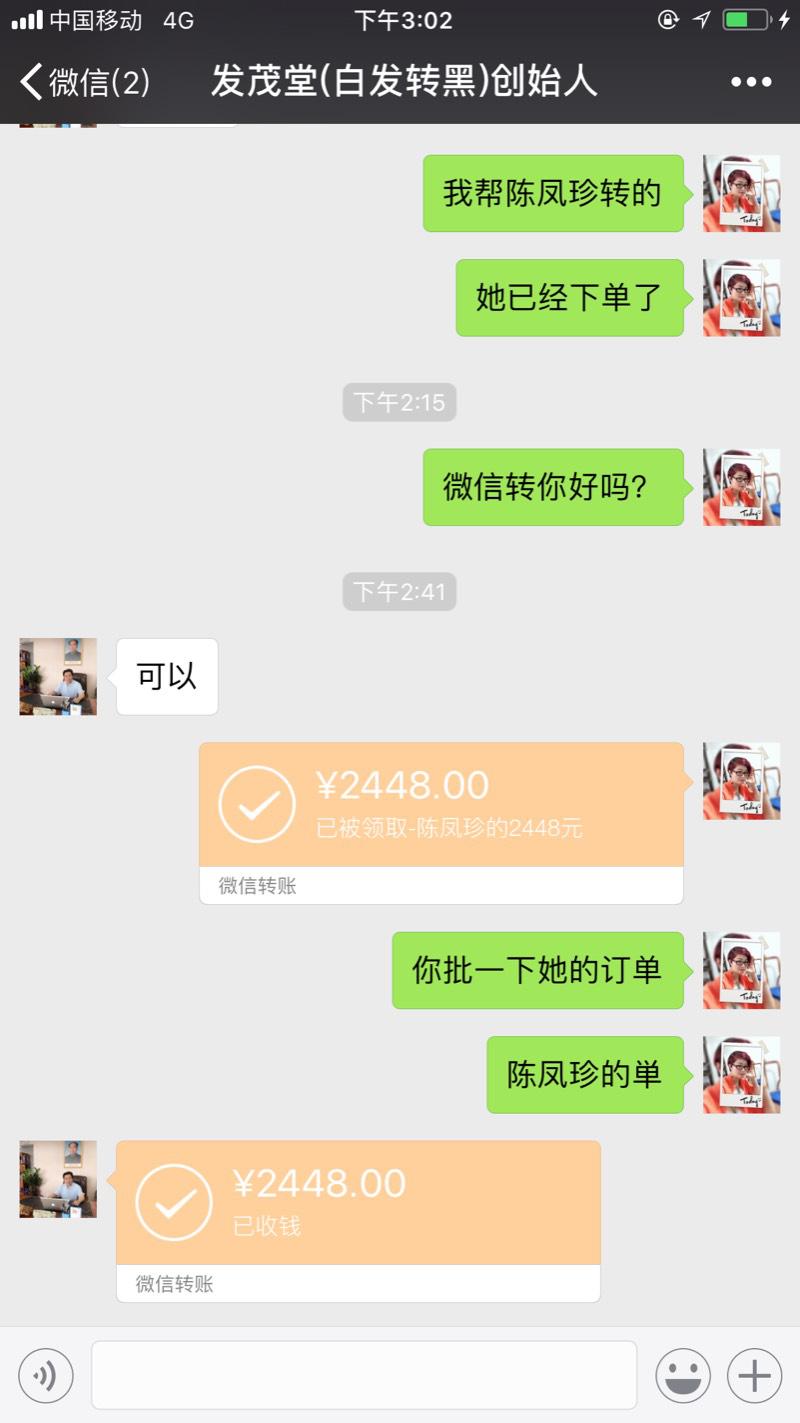 中国移动 4G 下午3:02
微信(2) 发茂堂(白发转黑)创始人
我帮陈凤珍转的
她已经下单了
下午2:15
微信转你好吗?
下午2:41
可以
¥2448.00
已被领取-陈凤珍的2448元
微信转账
你批一下她的订单
陈凤珍的单
¥2448.00
已收钱
微信转账